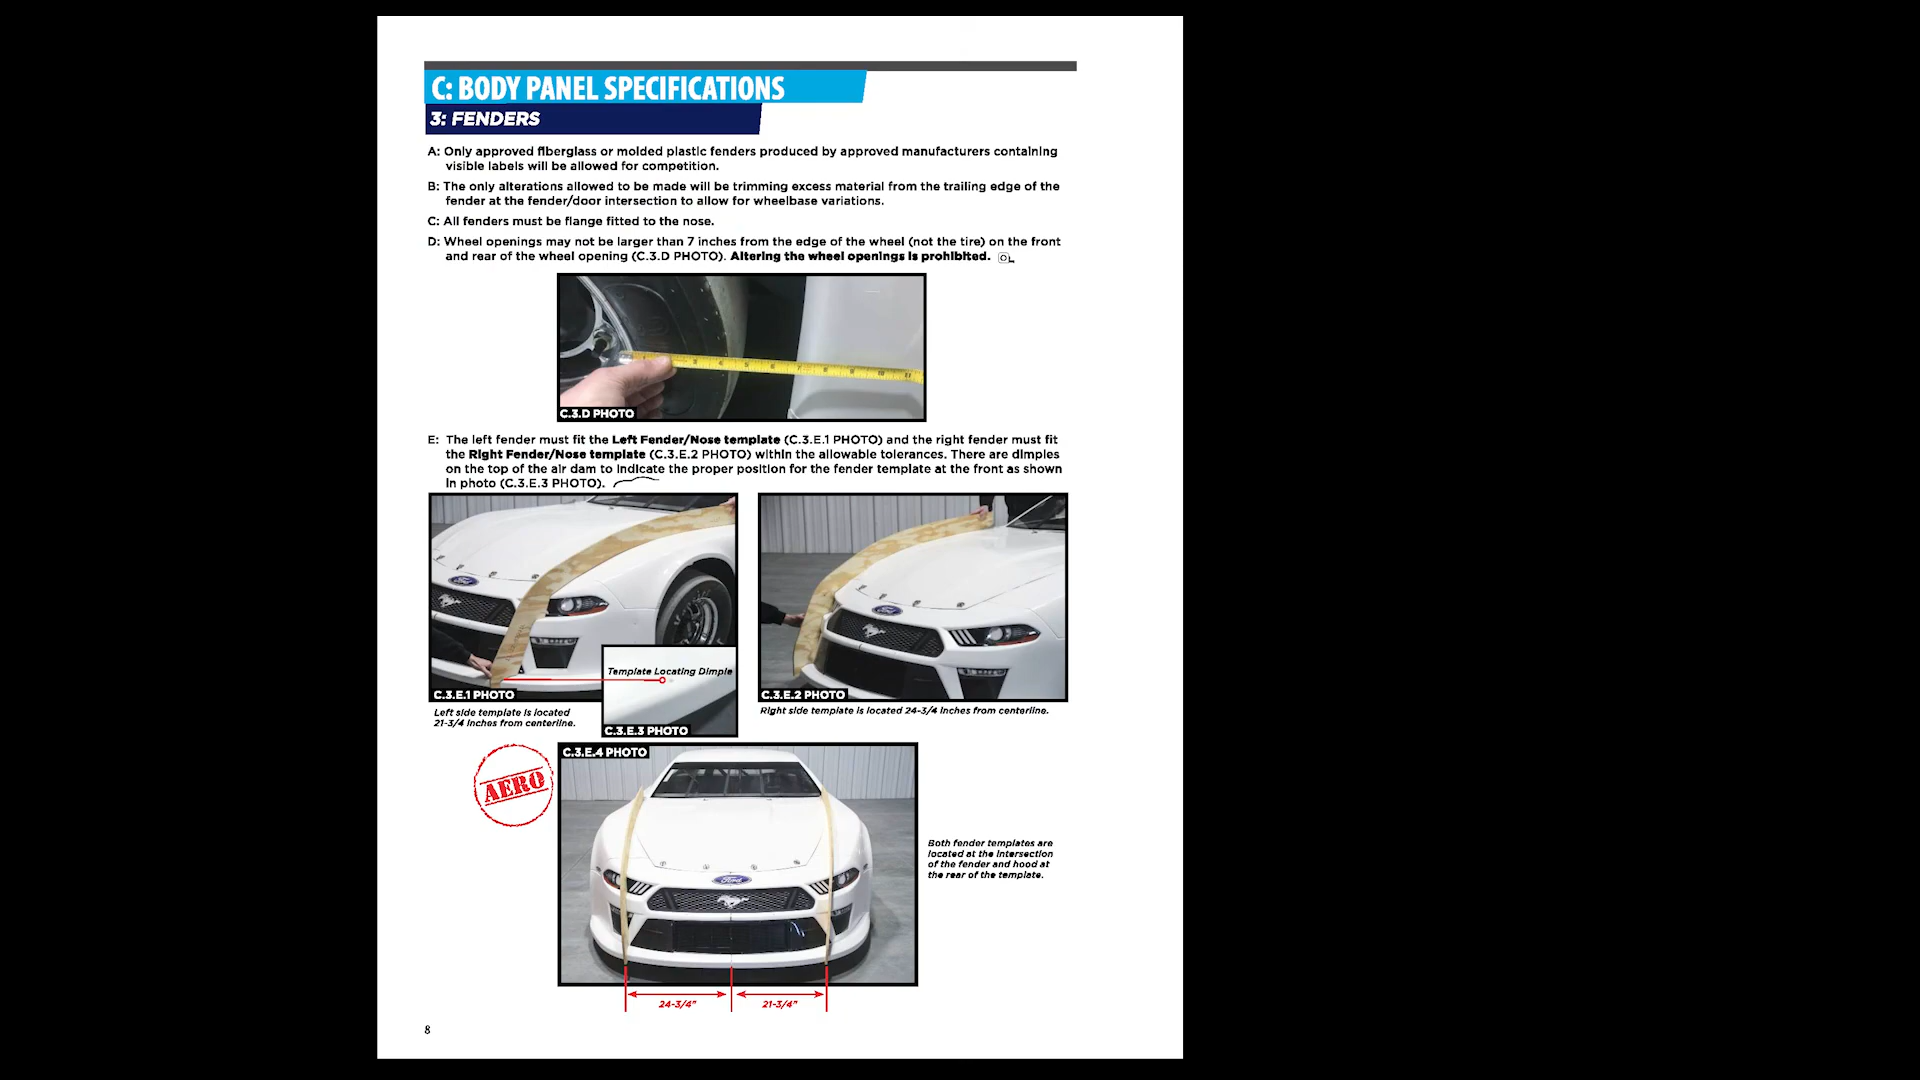 C: BODY PANEL SPECIFICATIONS
3: FENDERS
A: Only approved fiberglass or molded plastic fenders produced by approved manufacturers containing
visible labels will be allowed for competition.
B: The only alterations allowed to be made will be trimming excess material from the trailing edge of the
fender at the fender/door intersection to allow for wheelbase variations.
C: All fenders must be flange fitted to the nose.
D: Wheel openings may not be larger than 7 inches from the edge of the wheel (not the tire) on the front
and rear of the wheel opening (C.3.D PHOTO). Altering the wheel openings is prohibited.
C.3.D PHOTO
E: The left fender must fit the Left Fender/Nose template (C.3.E.1 PHOTO) and the right fender must fit
the Right Fender/Nose template (C.3.E.2 PHOTO) within the allowable tolerances. There are dimples
on the top of the air dam to indicate the proper position for the fender template at the front as shown
in photo (C.3.E.3 PHOTO).
Ford
Ford
Template Locating Dimple
C.3.E.1 PHOTO
C.3.E.2 PHOTO
Left side template is located
21-3/4 inches from centerline.
Right side template is located 24-3/4 inches from centerline.
C.3.E.3 PHOTO
C.3.E.4 PHOTO
AERO
Both fender templates are
located at the intersection
of the fender and hood at
the rear of the template.
Ford
24-3/4"
21-3/4"
8